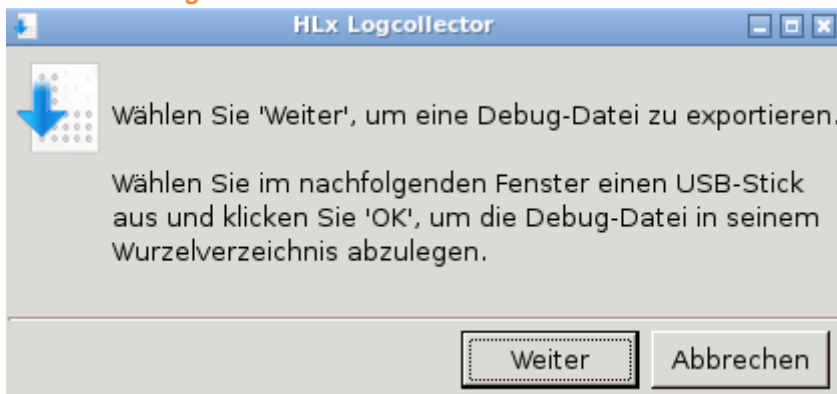 HLx Logcollector
Wählen Sie 'Weiter', um eine Debug-Datei zu exportieren.
Wählen Sie im nachfolgenden Fenster einen USB-Stick
aus und klicken Sie 'OK', um die Debug-Datei in seinem
Wurzelverzeichnis abzulegen.
Weiter
Abbrechen